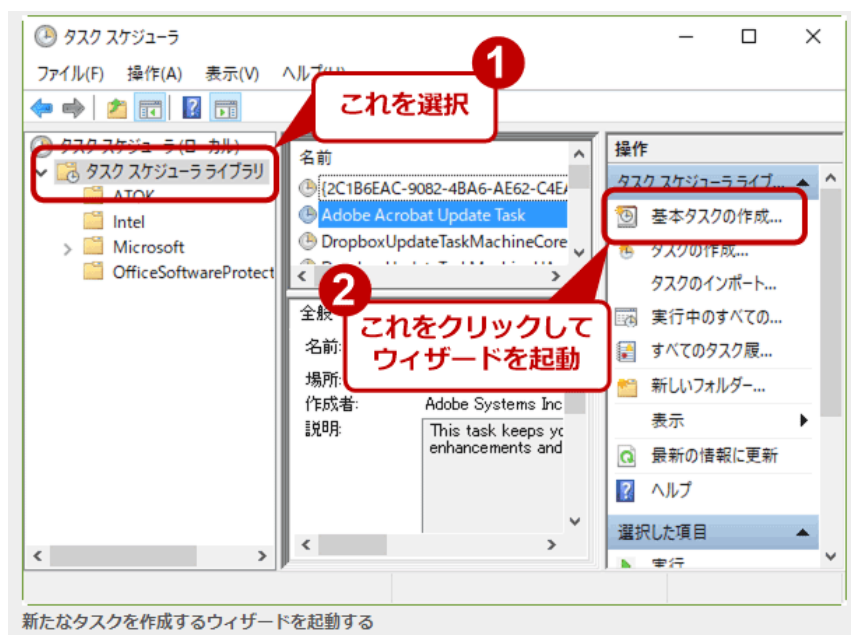 タスク スケジューラ
ファイル(F) 操作(A) 表示(V)
1
これを選択
タスク スケジューラ (ローカル)
タスク スケジューラ ライブラリ
ATOK
Intel
Microsoft
OfficeSoftwareProtect
名前
{2C1B6EAC-9082-4BA6-AE62-C4E
Adobe Acrobat Update Task
DropboxUpdateTaskMachineCore
2
これをクリックして
ウィザードを起動
全般
名前:
場所:
作成者: Adobe Systems Inc
説明: This task keeps yo
enhancements and
操作
タスク スケジューラ ライブ...
基本タスクの作成...
タスクの作成...
タスクのインポート...
実行中のすべての...
すべてのタスク履...
新しいフォルダー...
表示
最新の情報に更新
ヘルプ
選択した項目
実行
新たなタスクを作成するウィザードを起動する